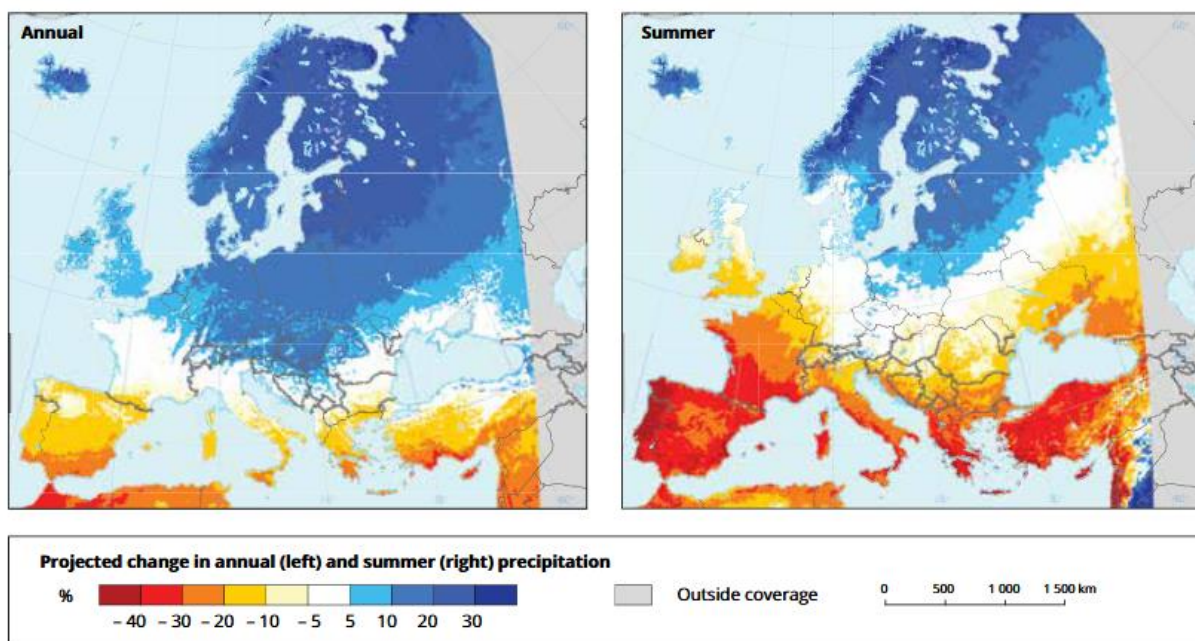 Annual
Summer
Projected change in annual (left) and summer (right) precipitation
%
– 40 – 30 – 20 – 10 – 5 5 10 20 30
Outside coverage
0 500 1 000 1 500 km